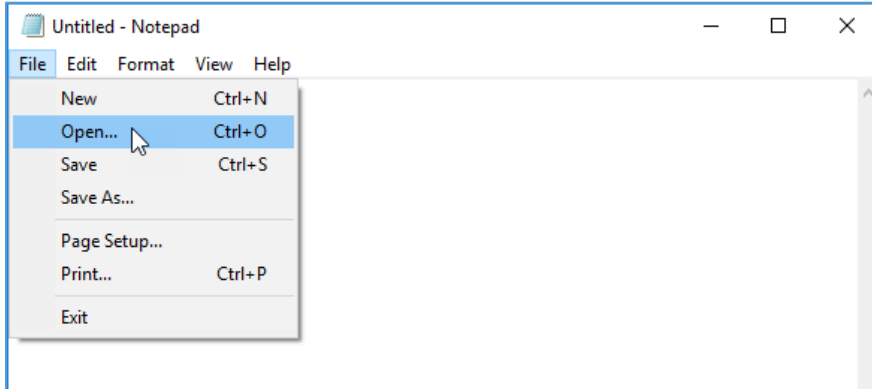 Untitled - Notepad
File Edit Format View Help
New Ctrl+N
Open... Ctrl+O
Save Ctrl+S
Save As...
Page Setup...
Print... Ctrl+P
Exit